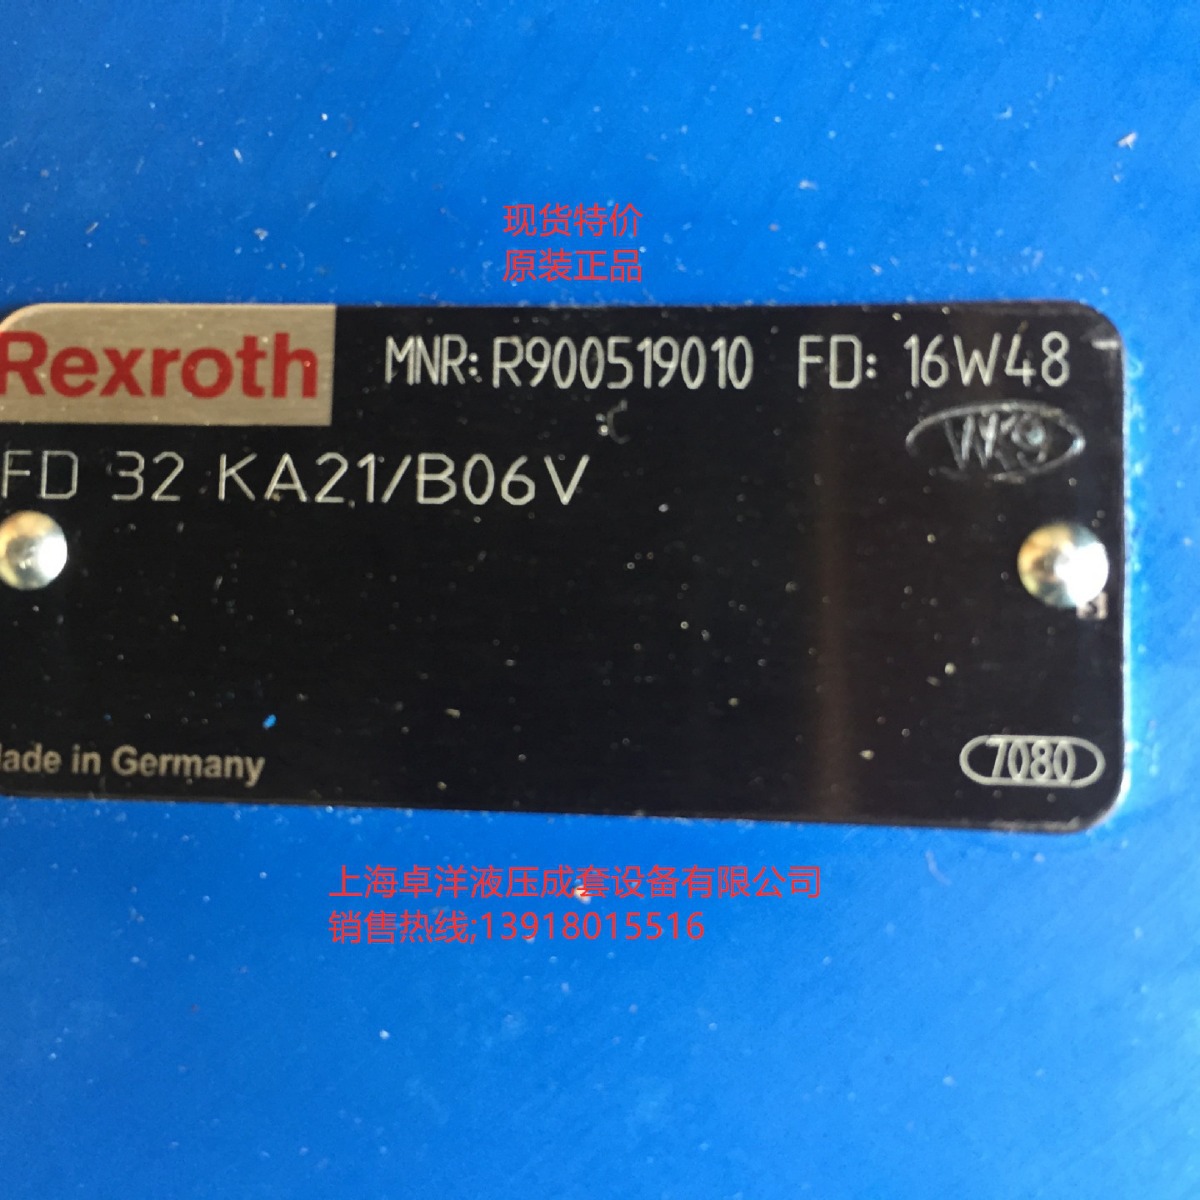 现货特价
原装正品
Rexroth MNR: R900519010 FD: 16W48
FD 32 KA21/B06V
ade in Germany
7080
上海卓洋液压成套设备有限公司
销售热线;13918015516